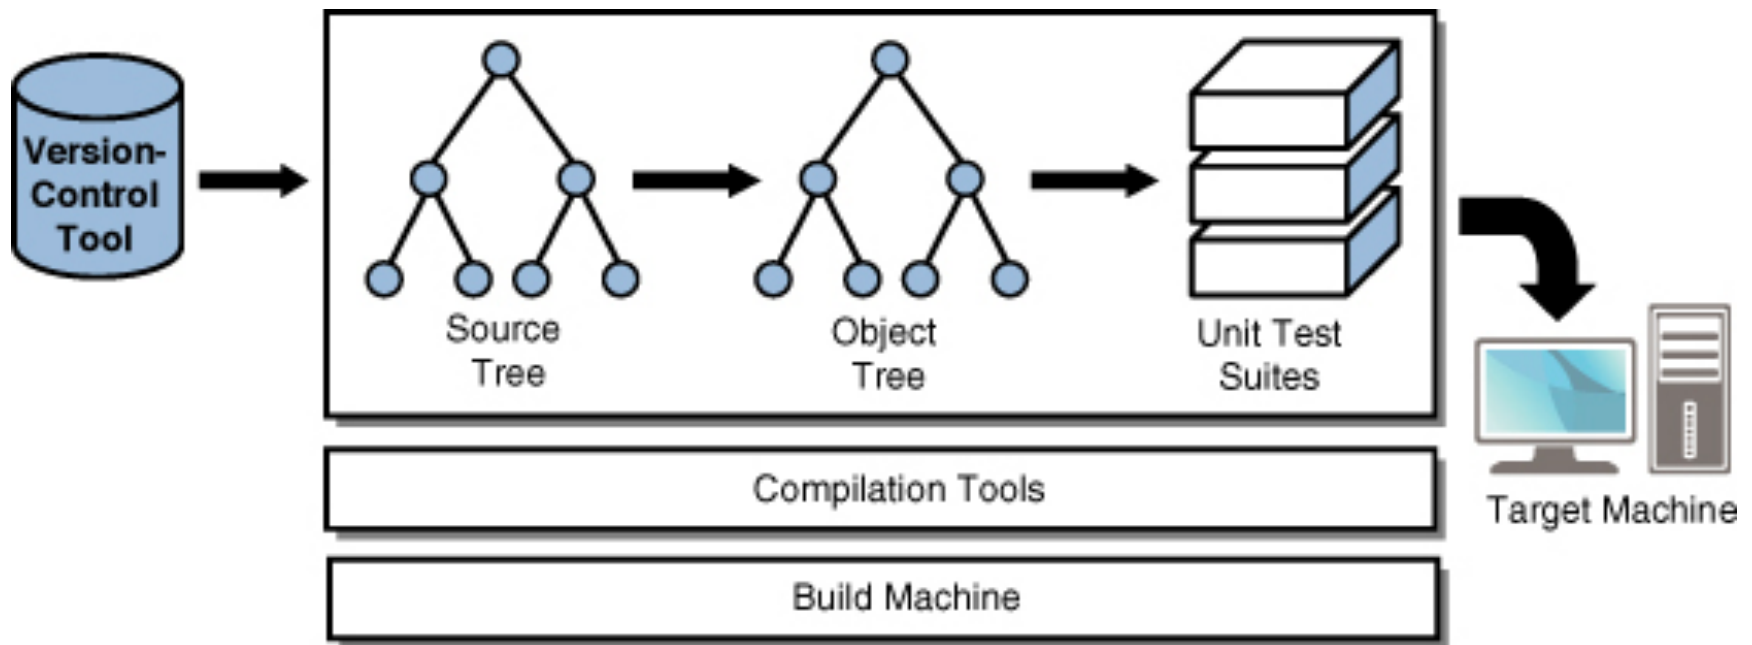 Version-
Control
Tool
Source
Tree
Object
Tree
Unit Test
Suites
Compilation Tools
Target Machine
Build Machine